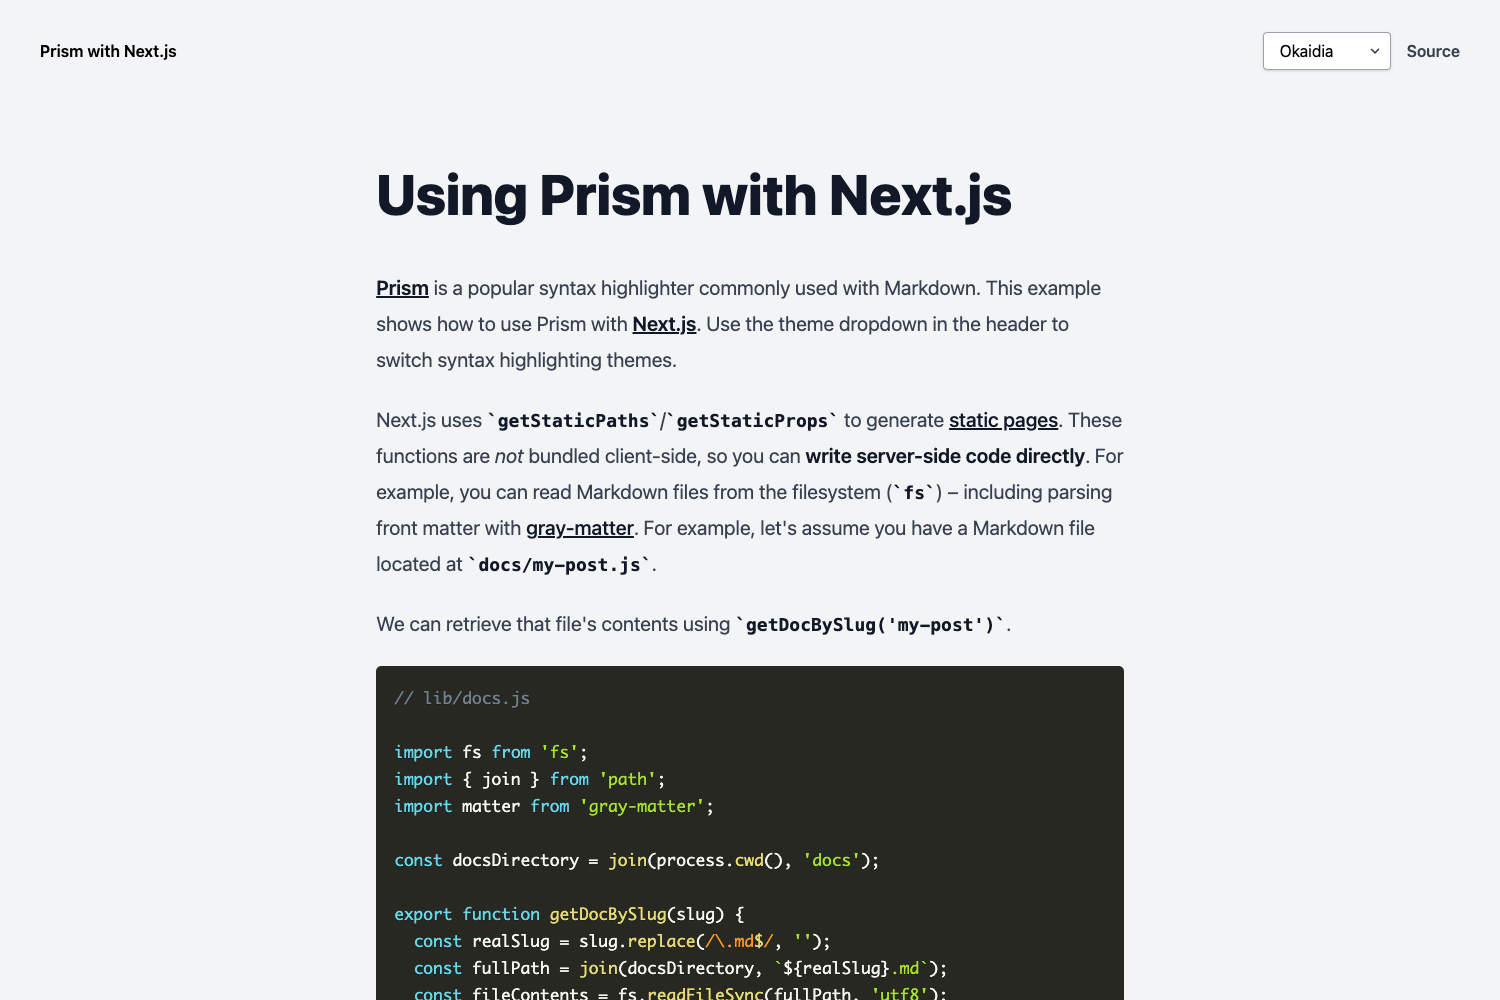 Prism with Next.js
Okaidia
Source
Using Prism with Next.js
Prism is a popular syntax highlighter commonly used with Markdown. This example
shows how to use Prism with Next.js. Use the theme dropdown in the header to
switch syntax highlighting themes.
Next.js uses `getStaticPaths`/`getStaticProps` to generate static pages. These
functions are not bundled client-side, so you can write server-side code directly. For
example, you can read Markdown files from the filesystem (`fs`) – including parsing
front matter with gray-matter. For example, let's assume you have a Markdown file
located at `docs/my-post.js`.
We can retrieve that file's contents using `getDocBySlug('my-post')`.
// lib/docs.js
import fs from 'fs';
import { join } from 'path';
import matter from 'gray-matter';
const docsDirectory = join(process.cwd(), 'docs');
export function getDocBySlug(slug) {
  const realSlug = slug.replace(/\.md$/, '');
  const fullPath = join(docsDirectory, `${realSlug}.md`);
  const fileContents = fs.readFileSync(fullPath, 'utf8');